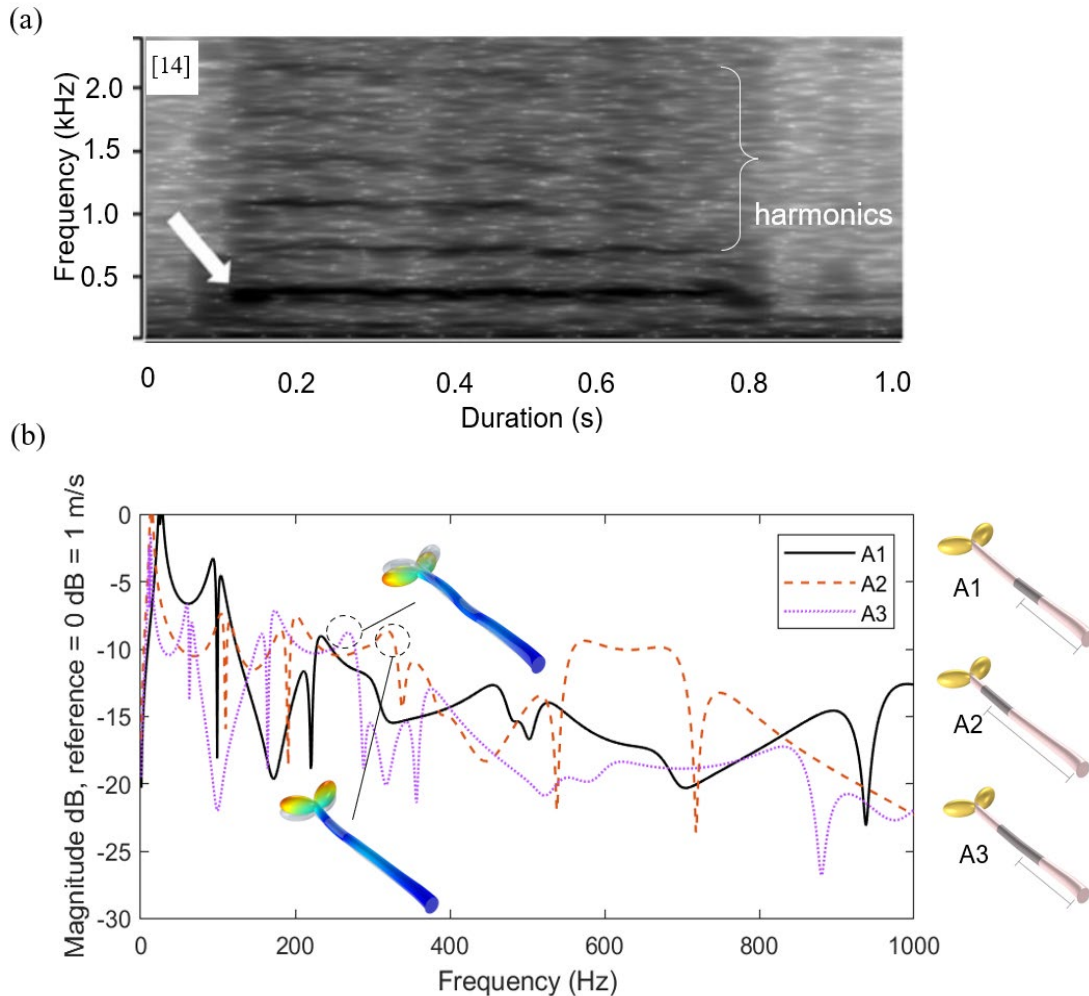 (a)
[14]
Frequency (kHz)
2.0
1.5
1.0
0.5
harmonics
0 0.2 0.4 0.6 0.8 1.0
Duration (s)
(b)
Magnitude dB, reference = 0 dB = 1 m/s
0
-5
-10
-15
-20
-25
-30
A1
A2
A3
0 200 400 600 800 1000
Frequency (Hz)
A1
A2
A3